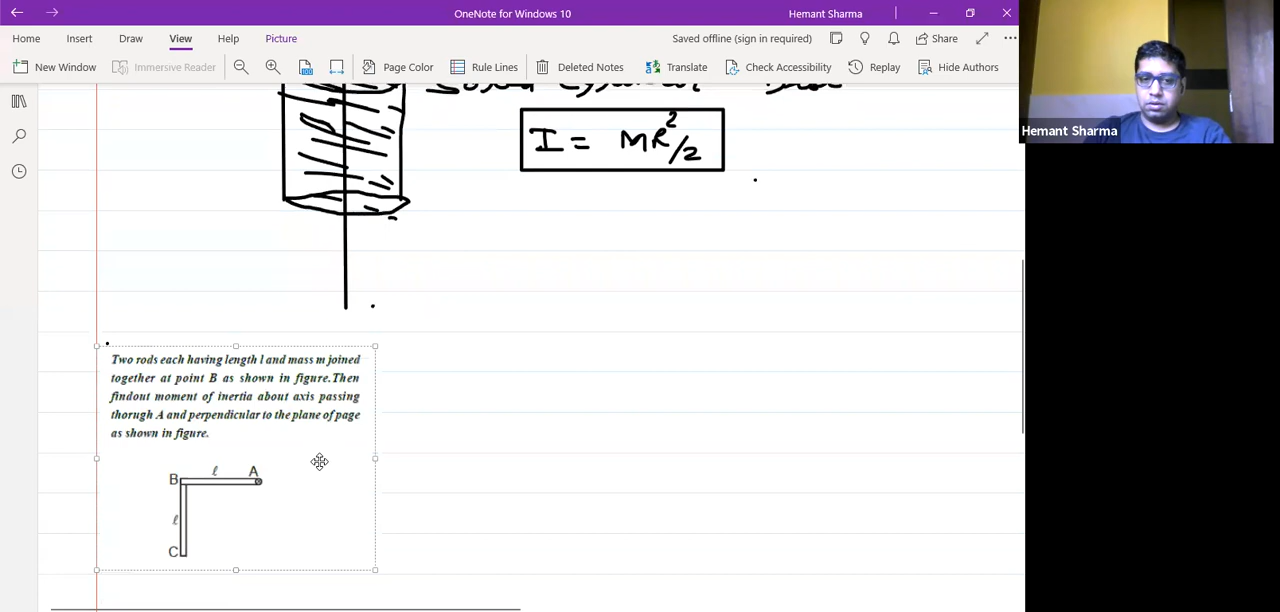 OneNote for Windows 10
Hemant Sharma
Home Insert Draw View Help Picture
Saved offline (sign in required) Share
New Window Immersive Reader Page Color Rule Lines Deleted Notes Translate Check Accessibility Replay Hide Authors
Hemant Sharma
I = MR²/2
Two rods each having length l and mass m joined
together at point B as shown in figure.Then
findout moment of inertia about axis passing
thorugh A and perpendicular to the plane of page
as shown in figure.
B ℓ A
ℓ
C